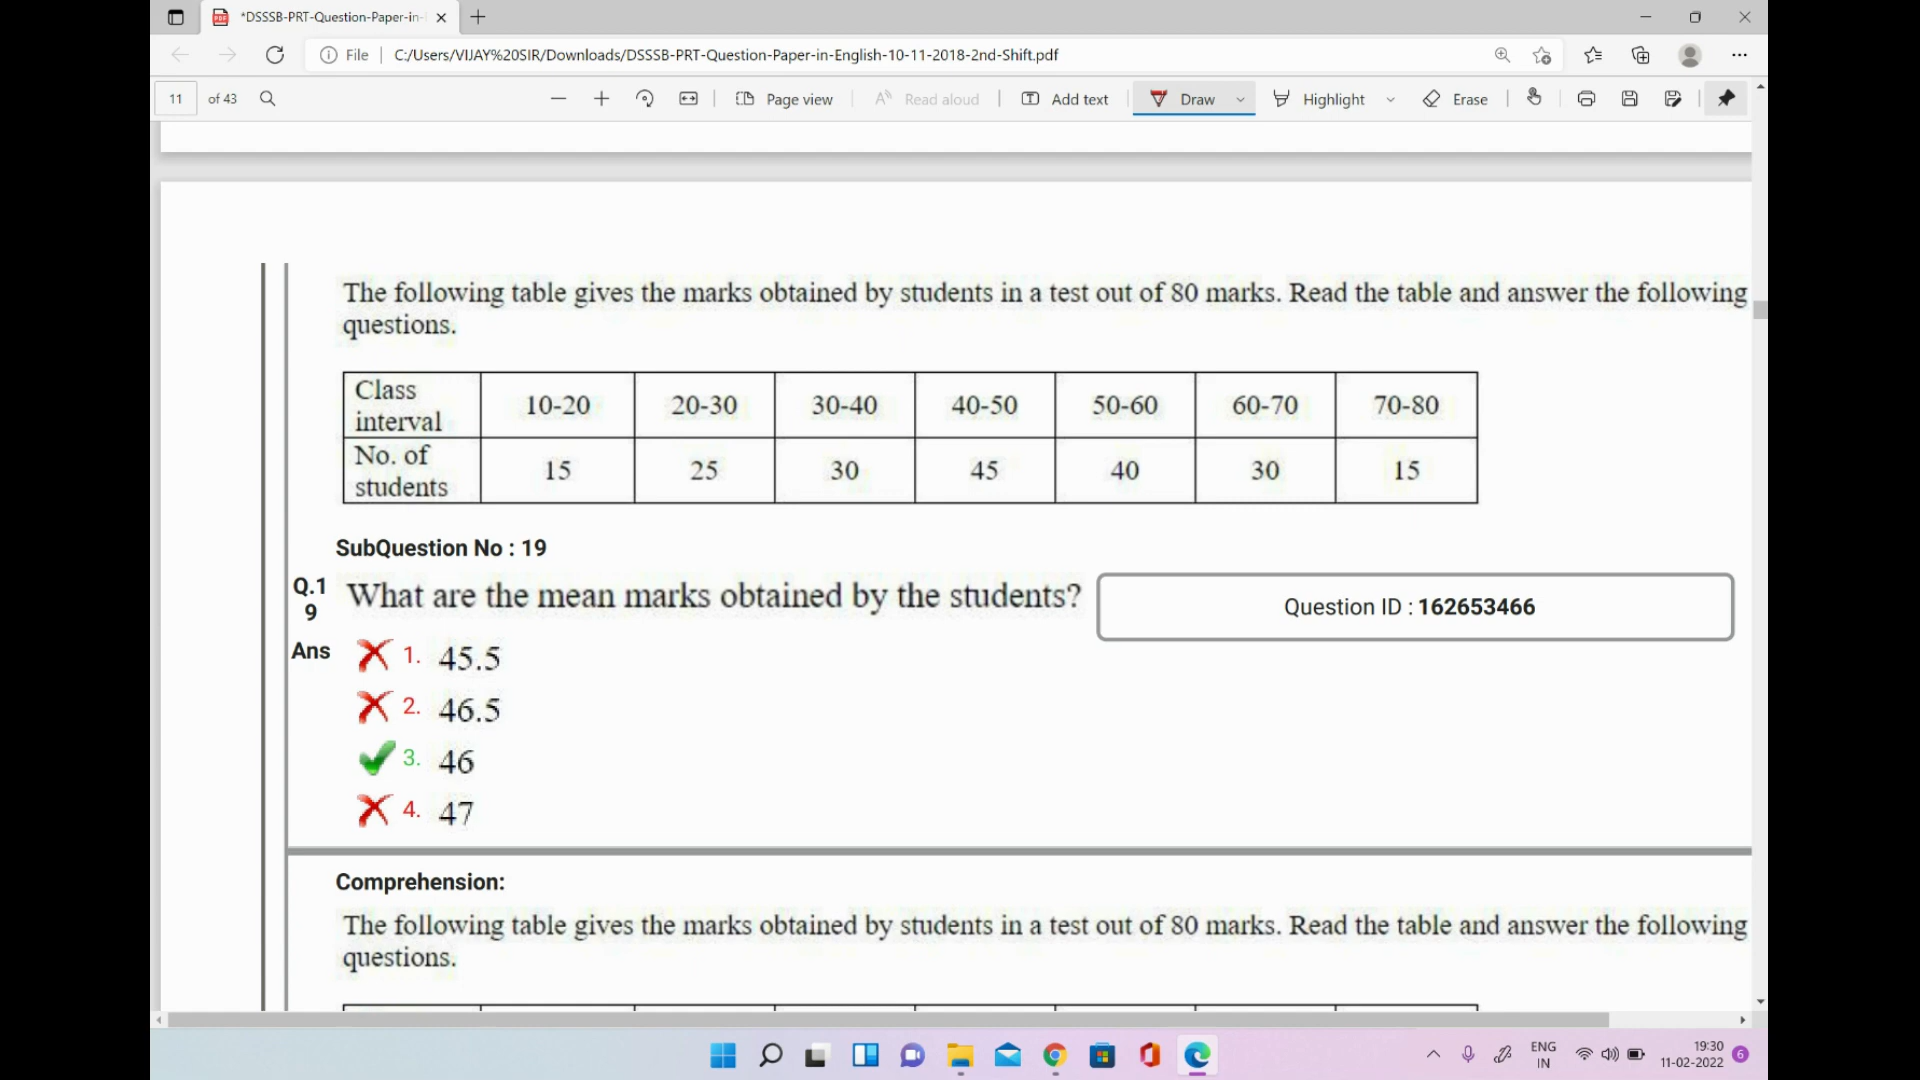 *DSSSB-PRT-Question-Paper-in-
File
C:/Users/VIJAY%20SIR/Downloads/DSSSB-PRT-Question-Paper-in-English-10-11-2018-2nd-Shift.pdf
11 of 43
Page view
Read aloud
Add text
Draw
Highlight
Erase
The following table gives the marks obtained by students in a test out of 80 marks. Read the table and answer the following
questions.
Class interval 10-20 20-30 30-40 40-50 50-60 60-70 70-80
No. of students 15 25 30 45 40 30 15
SubQuestion No : 19
Q.19 What are the mean marks obtained by the students?
Question ID : 162653466
Ans 1. 45.5
2. 46.5
3. 46
4. 47
Comprehension:
The following table gives the marks obtained by students in a test out of 80 marks. Read the table and answer the following
questions.
ENG
IN
19:30
11-02-2022
6